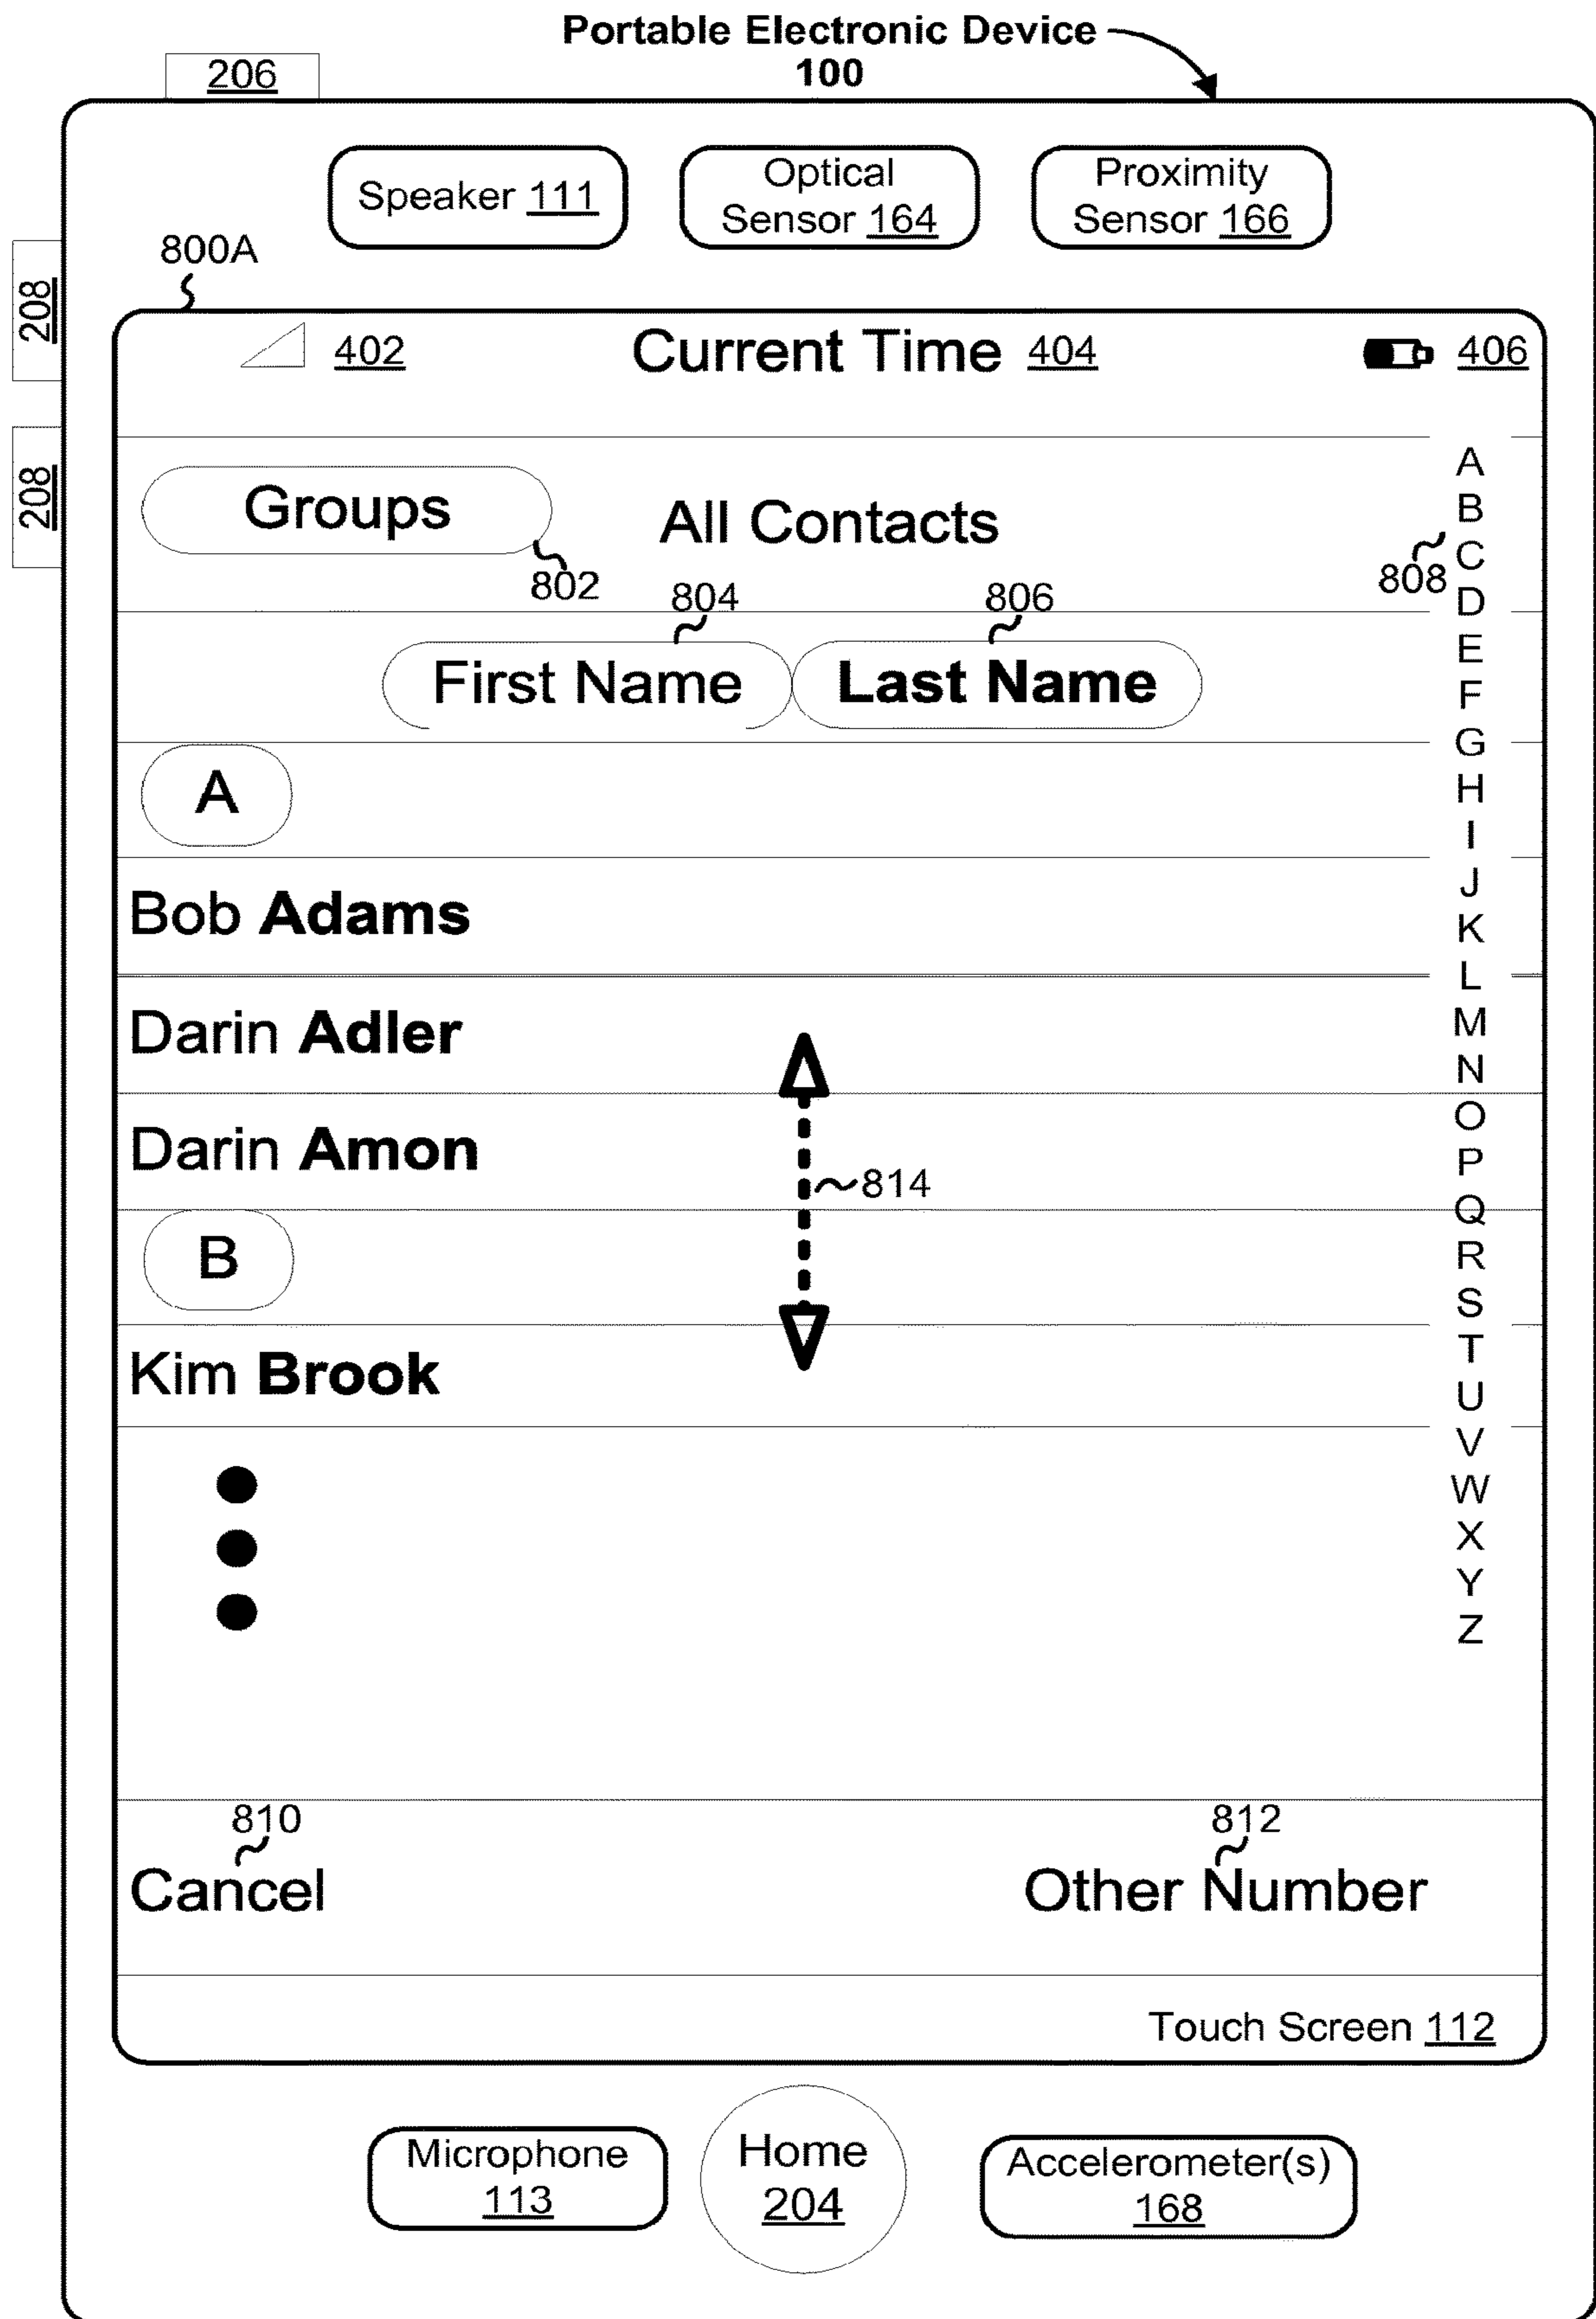 Portable Electronic Device
100
206
Speaker 111
Optical
Sensor 164
Proximity
Sensor 166
800A
208
208
402
Current Time 404
406
Groups
All Contacts
802
804
806
808
First Name
Last Name
A
B
C
D
E
F
G
H
I
J
K
L
M
N
O
P
Q
R
S
T
U
V
W
X
Y
Z
A
Bob Adams
Darin Adler
Darin Amon
814
B
Kim Brook
810
812
Cancel
Other Number
Touch Screen 112
Microphone
113
Home
204
Accelerometer(s)
168